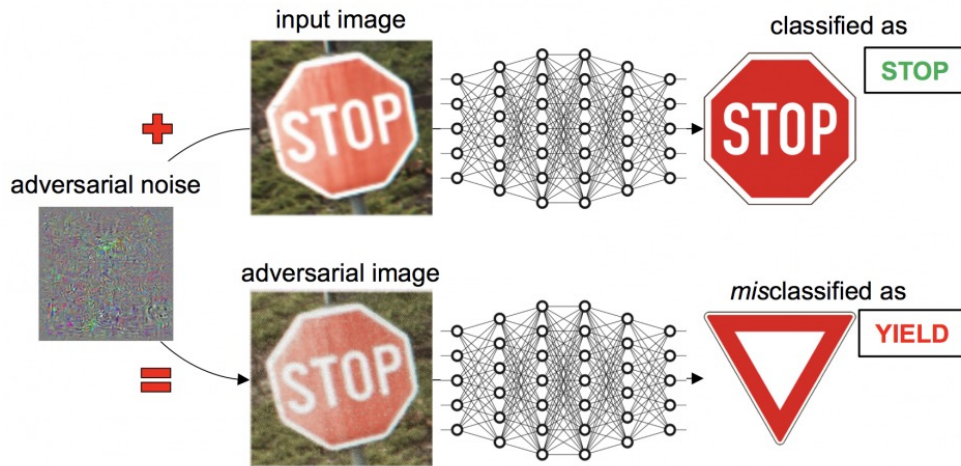 input image
classified as
STOP
STOP
STOP
adversarial noise
adversarial image
misclassified as
STOP
YIELD